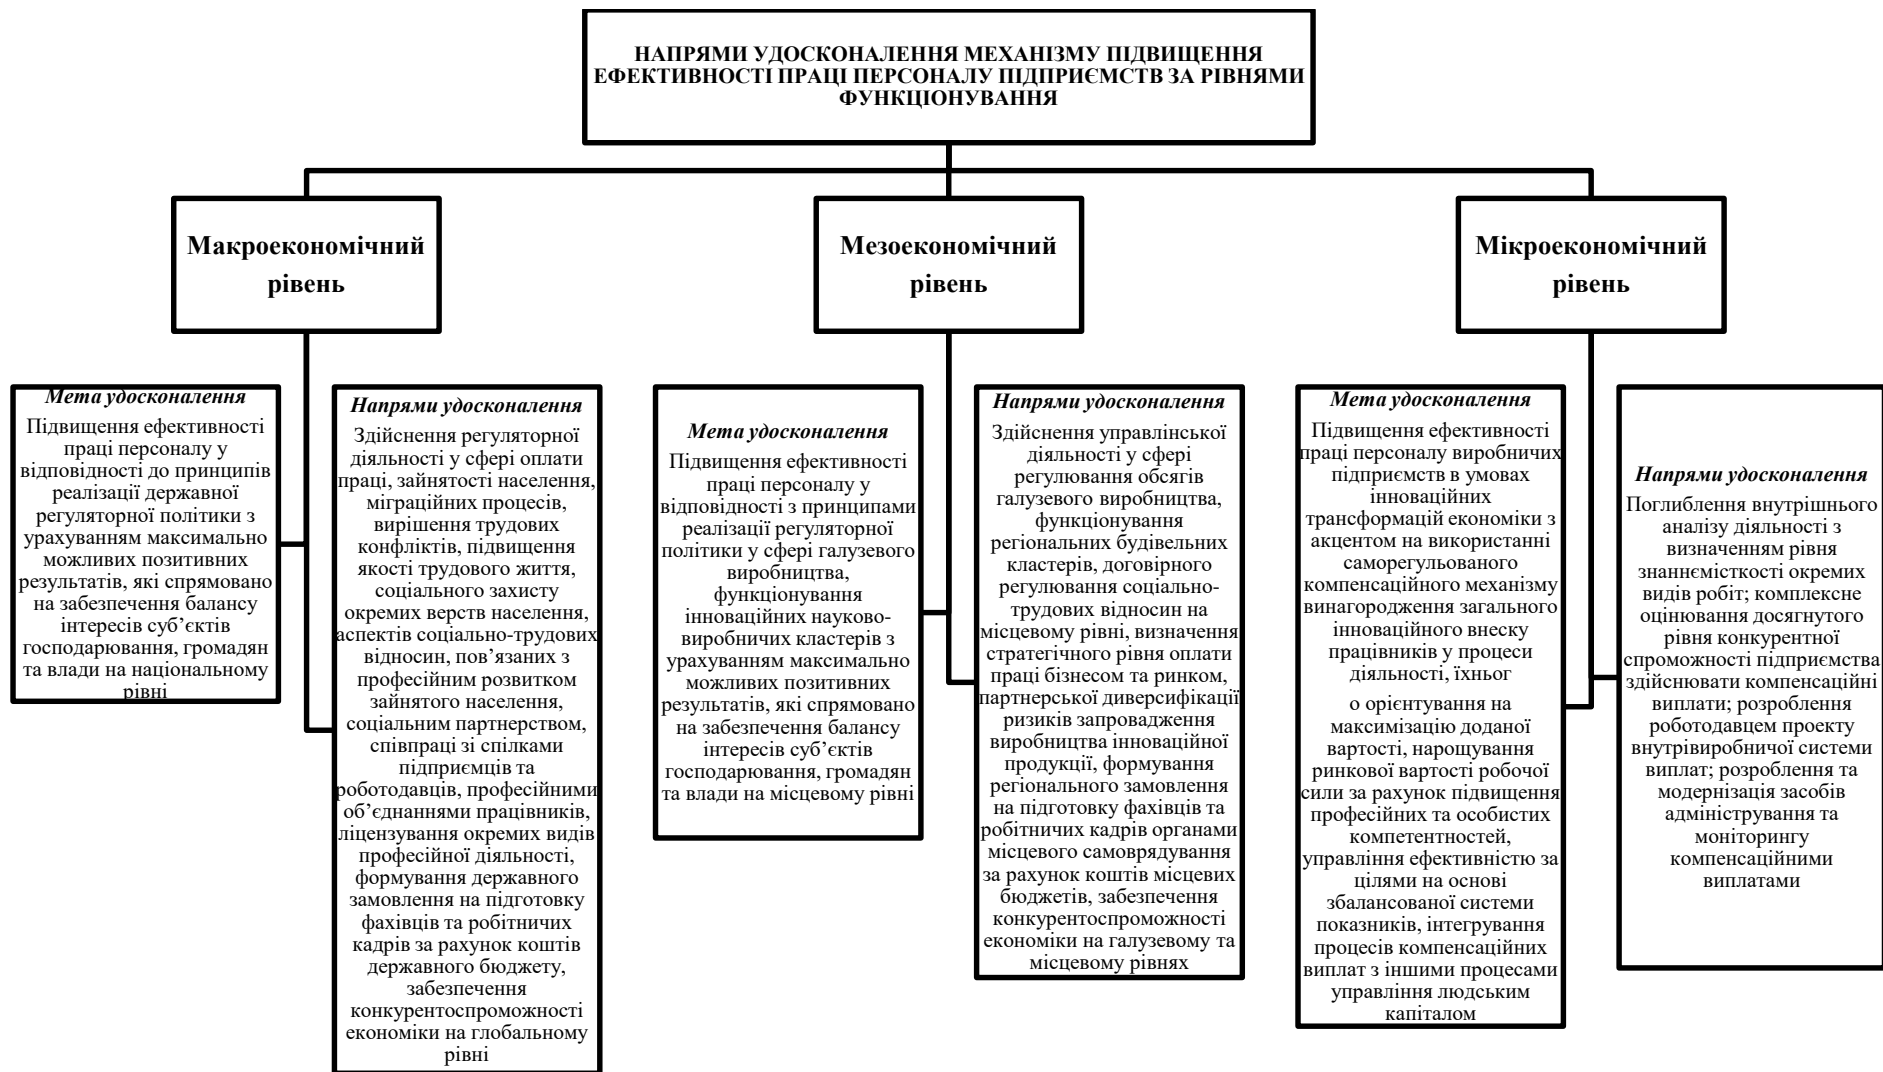 НАПРЯМИ УДОСКОНАЛЕННЯ МЕХАНІЗМУ ПІДВИЩЕННЯ
ЕФЕКТИВНОСТІ ПРАЦІ ПЕРСОНАЛУ ПІДПРИЄМСТВ ЗА РІВНЯМИ
ФУНКЦІОНУВАННЯ
Макроекономічний
рівень
Мета удосконалення
Підвищення ефективності
праці персоналу у
відповідності до принципів
реалізації державної
регуляторної політики з
урахуванням максимально
можливих позитивних
результатів, які спрямовано
на забезпечення балансу
інтересів суб’єктів
господарювання, громадян
та влади на національному
рівні
Напрями удосконалення
Здійснення регуляторної
діяльності у сфері оплати
праці, зайнятості населення,
міграційних процесів,
вирішення трудових
конфліктів, підвищення
якості трудового життя,
соціального захисту
окремих верств населення,
аспектів соціально-трудових
відносин, пов’язаних з
професійним розвитком
зайнятого населення,
соціальним партнерством,
співпраці зі спілками
підприємців та
роботодавців, професійними
об’єднаннями працівників,
ліцензування окремих видів
професійної діяльності,
формування державного
замовлення на підготовку
фахівців та робітничих
кадрів за рахунок коштів
державного бюджету,
забезпечення
конкурентоспроможності
економіки на глобальному
рівні
Мезоекономічний
рівень
Мета удосконалення
Підвищення ефективності
праці персоналу у
відповідності з принципами
реалізації регуляторної
політики у сфері галузевого
виробництва,
функціонування
інноваційних науково-
виробничих кластерів з
урахуванням максимально
можливих позитивних
результатів, які спрямовано
на забезпечення балансу
інтересів суб’єктів
господарювання, громадян
та влади на місцевому рівні
Напрями удосконалення
Здійснення управлінської
діяльності у сфері
регулювання обсягів
галузевого виробництва,
функціонування
регіональних будівельних
кластерів, договірного
регулювання соціально-
трудових відносин на
місцевому рівні, визначення
стратегічного рівня оплати
праці бізнесом та ринком,
партнерської диверсифікації
ризиків запровадження
виробництва інноваційної
продукції, формування
регіонального замовлення
на підготовку фахівців та
робітничих кадрів органами
місцевого самоврядування
за рахунок коштів місцевих
бюджетів, забезпечення
конкурентоспроможності
економіки на галузевому та
місцевому рівнях
Мікроекономічний
рівень
Мета удосконалення
Підвищення ефективності
праці персоналу виробничих
підприємств в умовах
інноваційних
трансформацій економіки з
акцентом на використанні
саморегульованого
компенсаційного механізму
винагородження загального
інноваційного внеску
працівників у процеси
діяльності, їхньог
о орієнтування на
максимізацію доданої
вартості, нарощування
ринкової вартості робочої
сили за рахунок підвищення
професійних та особистих
компетентностей,
управління ефективністю за
цілями на основі
збалансованої системи
показників, інтегрування
процесів компенсаційних
виплат з іншими процесами
управління людським
капіталом
Напрями удосконалення
Поглиблення внутрішнього
аналізу діяльності з
визначенням рівня
знаннємісткості окремих
видів робіт; комплексне
оцінювання досягнутого
рівня конкурентної
спроможності підприємства
здійснювати компенсаційні
виплати; розроблення
роботодавцем проекту
внутрівиробничої системи
виплат; розроблення та
модернізація засобів
адміністрування та
моніторингу
компенсаційними
виплатами